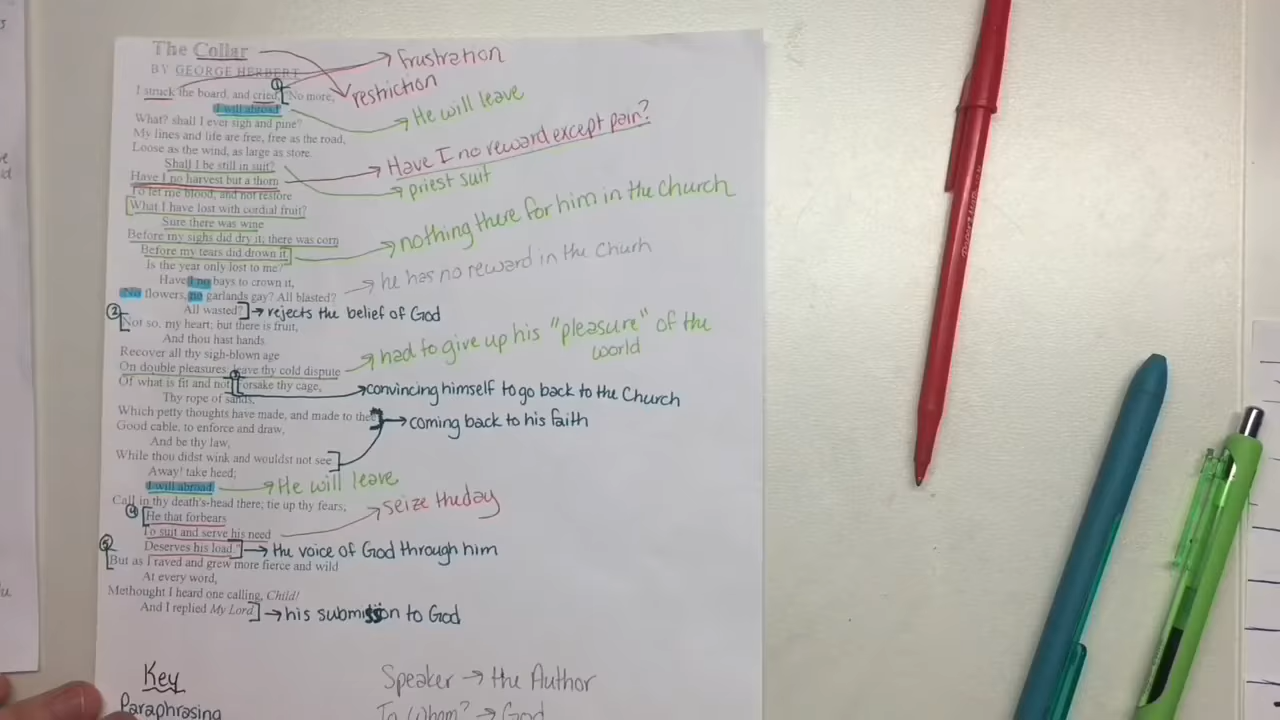 The Collar
frustration
BY GEORGE HERBERT
restriction
I struck the board, and cried, "No more;
I will abroad
He will leave
What? shall I ever sigh and pine?
My lines and life are free, free as the road,
Loose as the wind, as large as store.
Have I no reward except pain?
Shall I be still in suit?
priest suit
Have I no harvest but a thorn
To let me blood, and not restore
What I have lost with cordial fruit?
Sure there was wine
Before my sighs did dry it; there was corn
Before my tears did drown it.
nothing there for him in the Church
Is the year only lost to me?
Have I no bays to crown it,
he has no reward in the Churh
No flowers, no garlands gay? All blasted?
All wasted?
rejects the belief of God
Not so, my heart; but there is fruit,
And thou hast hands.
Recover all thy sigh-blown age
had to give up his "pleasure" of the world
On double pleasures: leave thy cold dispute
Of what is fit and not. Forsake thy cage,
convincing himself to go back to the Church
Thy rope of sands,
Which petty thoughts have made, and made to thee
coming back to his faith
Good cable, to enforce and draw,
And be thy law,
While thou didst wink and wouldst not see.
Away! take heed;
I will abroad
He will leave
Call in thy death's-head there; tie up thy fears,
He that forbears
seize the day
To suit and serve his need
Deserves his load."
the voice of God through him
But as I raved and grew more fierce and wild
At every word,
Methought I heard one calling, Child!
And I replied My Lord.
his submission to God
Key
Speaker → the Author
Paraphrasing
To Whom? → God